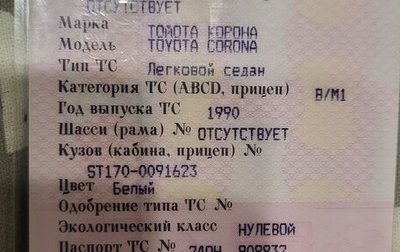 ОТСУТСТВУЕТ
Марка ТОЙОТА КОРОНА
Модель TOYOTA CORONA
Тип ТС Легковой седан
Категория ТС (ABCD, прицеп) B/M1
Год выпуска ТС 1990
Шасси (рама) № ОТСУТСТВУЕТ
Кузов (кабина, прицеп) №
ST170-0091623
Цвет Белый
Одобрение типа ТС №
Экологический класс НУЛЕВОЙ
Паспорт ТС №